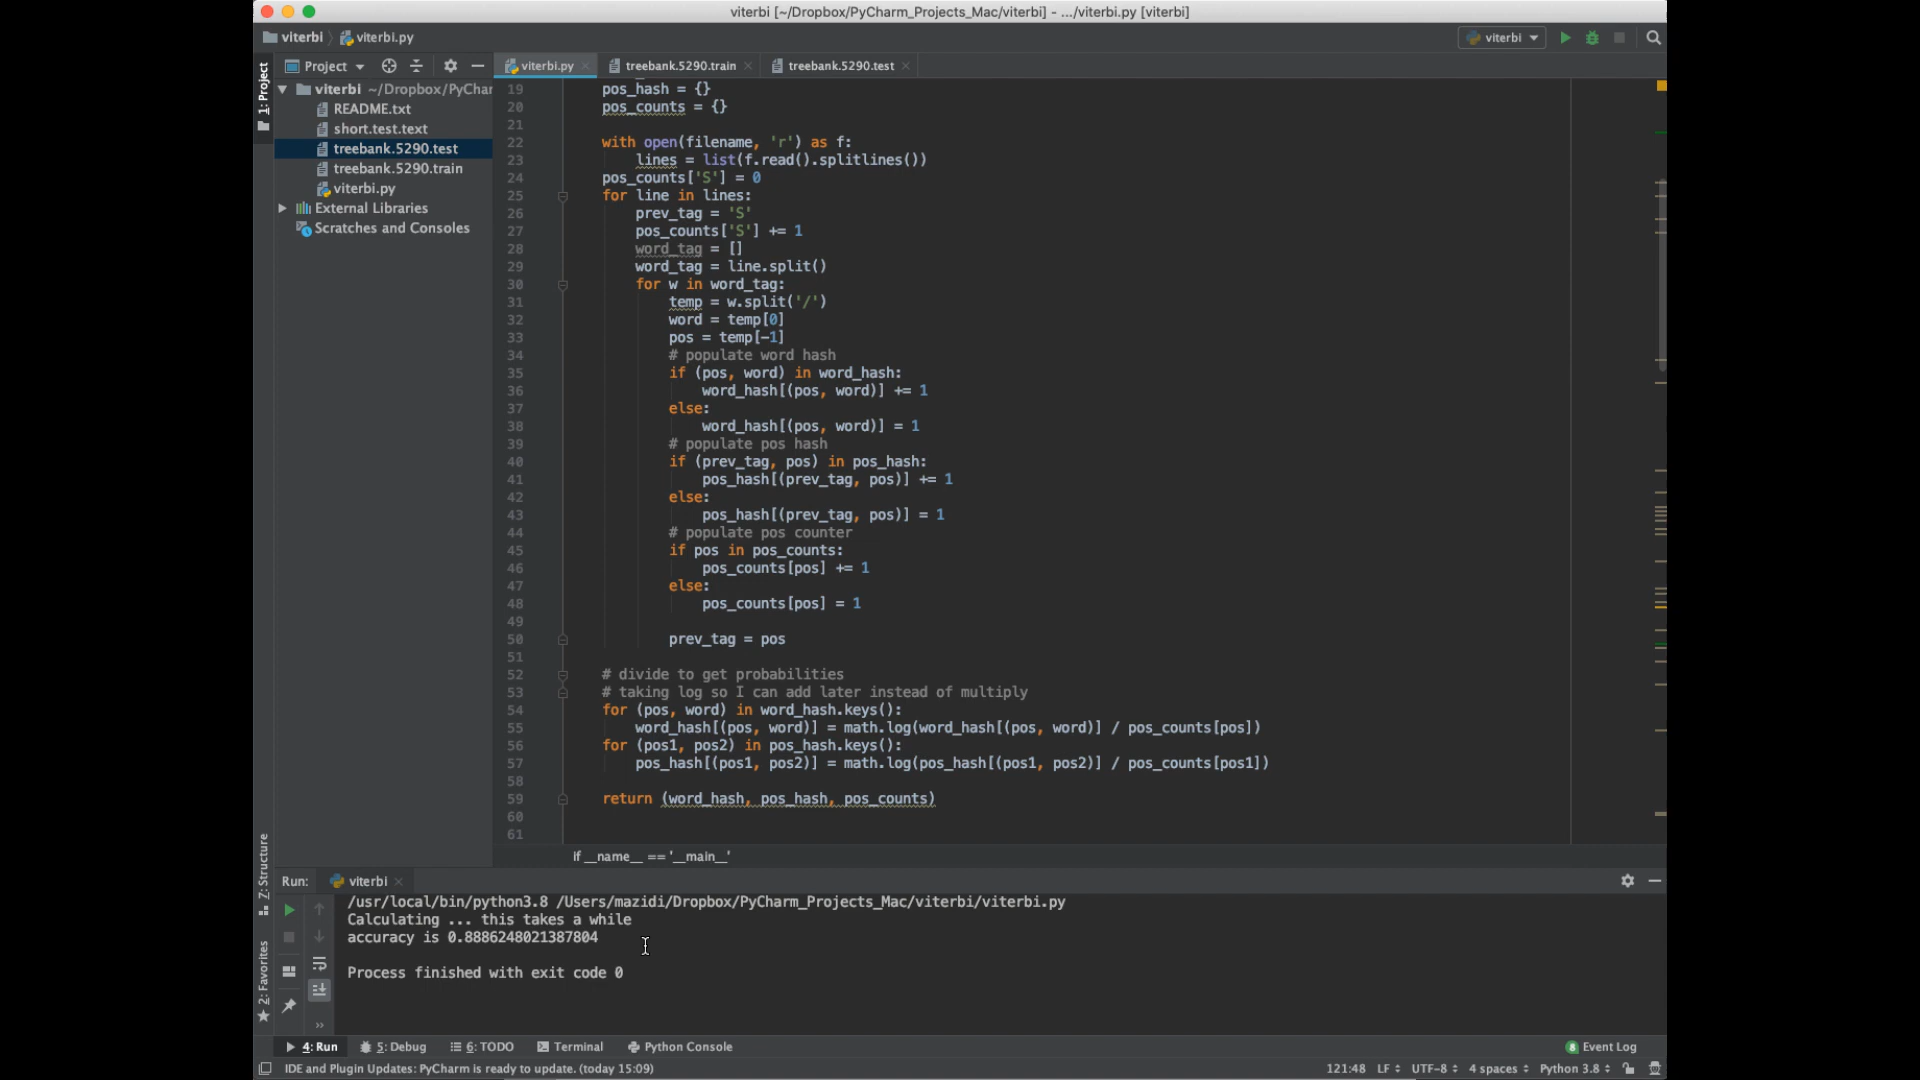 viterbi [~/Dropbox/PyCharm_Projects_Mac/viterbi] - .../viterbi.py [viterbi]
viterbi
viterbi.py
viterbi
Project
viterbi.py
treebank.5290.train
treebank.5290.test
1: Project
viterbi ~/Dropbox/PyChar
README.txt
short.test.text
treebank.5290.test
treebank.5290.train
viterbi.py
External Libraries
Scratches and Consoles
19 pos_hash = {}
20 pos_counts = {}
21
22 with open(filename, 'r') as f:
23 lines = list(f.read().splitlines())
24 pos_counts['S'] = 0
25 for line in lines:
26 prev_tag = 'S'
27 pos_counts['S'] += 1
28 word_tag = []
29 word_tag = line.split()
30 for w in word_tag:
31 temp = w.split('/')
32 word = temp[0]
33 pos = temp[-1]
34 # populate word hash
35 if (pos, word) in word_hash:
36 word_hash[(pos, word)] += 1
37 else:
38 word_hash[(pos, word)] = 1
39 # populate pos hash
40 if (prev_tag, pos) in pos_hash:
41 pos_hash[(prev_tag, pos)] += 1
42 else:
43 pos_hash[(prev_tag, pos)] = 1
44 # populate pos counter
45 if pos in pos_counts:
46 pos_counts[pos] += 1
47 else:
48 pos_counts[pos] = 1
49
50 prev_tag = pos
51
52 # divide to get probabilities
53 # taking log so I can add later instead of multiply
54 for (pos, word) in word_hash.keys():
55 word_hash[(pos, word)] = math.log(word_hash[(pos, word)] / pos_counts[pos])
56 for (pos1, pos2) in pos_hash.keys():
57 pos_hash[(pos1, pos2)] = math.log(pos_hash[(pos1, pos2)] / pos_counts[pos1])
58
59 return (word_hash, pos_hash, pos_counts)
60
61
if __name__ == '__main__'
Z: Structure
2: Favorites
Run: viterbi
/usr/local/bin/python3.8 /Users/mazidi/Dropbox/PyCharm_Projects_Mac/viterbi/viterbi.py
Calculating ... this takes a while
accuracy is 0.8886248021387804
Process finished with exit code 0
4: Run
5: Debug
6: TODO
Terminal
Python Console
8 Event Log
IDE and Plugin Updates: PyCharm is ready to update. (today 15:09)
121:48 LF UTF-8 4 spaces Python 3.8